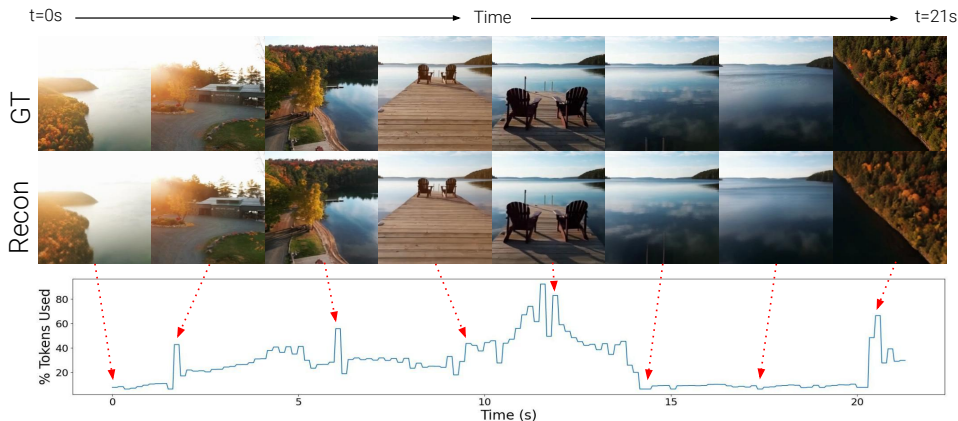 t=0s Time t=21s
GT
Recon
% Tokens Used
80
60
40
20
0 5 10 15 20
Time (s)